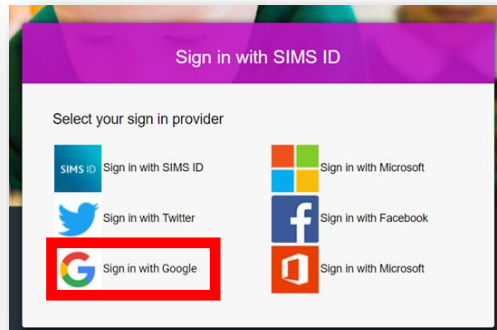 Sign in with SIMS ID
Select your sign in provider
SIMS ID Sign in with SIMS ID
Sign in with Microsoft
Sign in with Twitter
Sign in with Facebook
Sign in with Google
Sign in with Microsoft